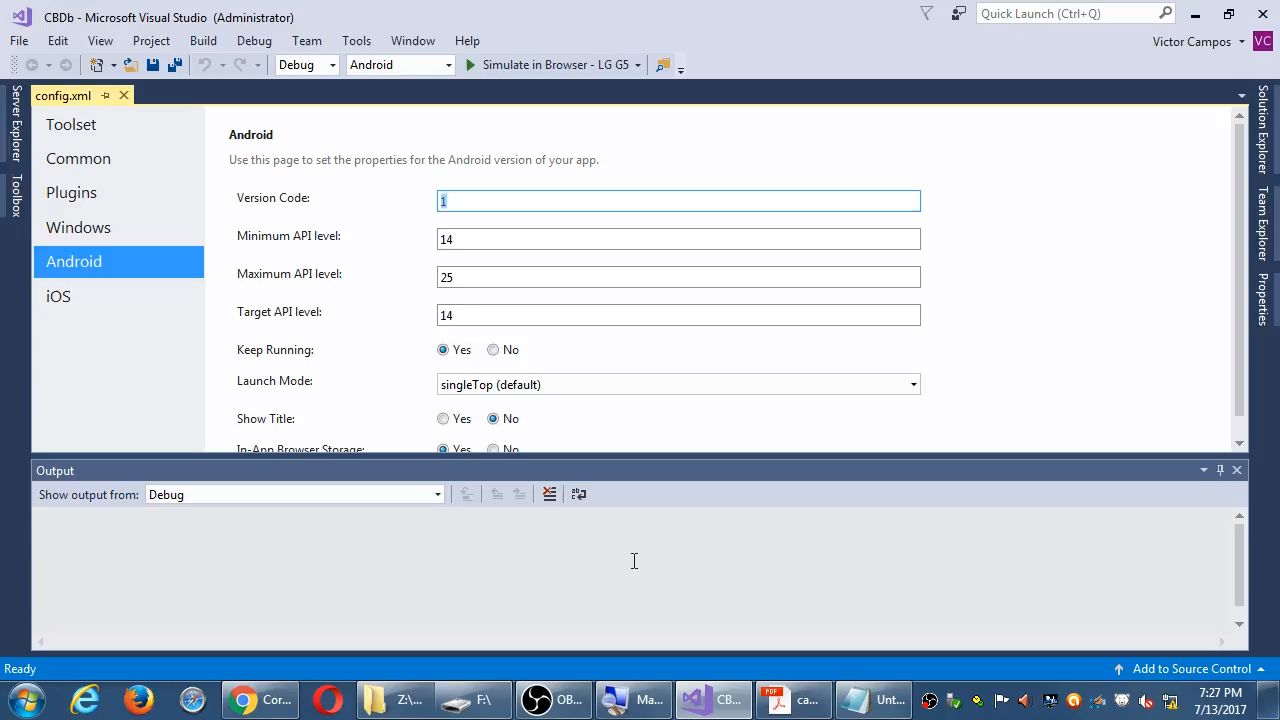 CBDb - Microsoft Visual Studio (Administrator)
Quick Launch (Ctrl+Q)
File Edit View Project Build Debug Team Tools Window Help
Victor Campos VC
Debug Android Simulate in Browser - LG G5
config.xml
Server Explorer
Toolbox
Solution Explorer
Team Explorer
Properties
Toolset
Common
Plugins
Windows
Android
iOS
Android
Use this page to set the properties for the Android version of your app.
Version Code: 1
Minimum API level: 14
Maximum API level: 25
Target API level: 14
Keep Running: Yes No
Launch Mode: singleTop (default)
Show Title: Yes No
In-App Browser Storage: Yes No
Output
Show output from: Debug
Ready
Add to Source Control
Cor...
Z:\...
F:\
OB...
Ma...
CB...
PDF
ca...
Unt...
7:27 PM
7/13/2017